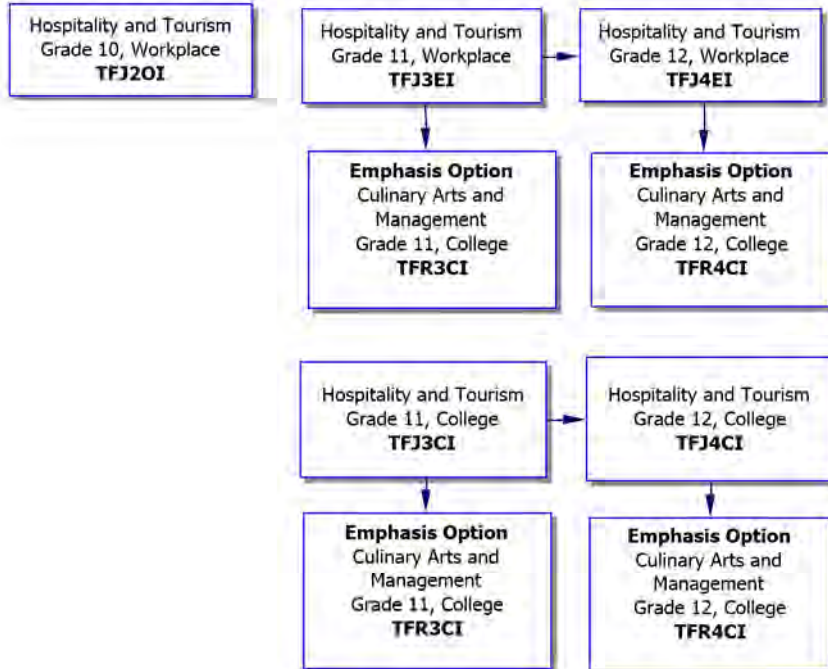 Hospitality and Tourism
Grade 10, Workplace
TFJ2OI
Hospitality and Tourism
Grade 11, Workplace
TFJ3EI
Hospitality and Tourism
Grade 12, Workplace
TFJ4EI
Emphasis Option
Culinary Arts and
Management
Grade 11, College
TFR3CI
Emphasis Option
Culinary Arts and
Management
Grade 12, College
TFR4CI
Hospitality and Tourism
Grade 11, College
TFJ3CI
Hospitality and Tourism
Grade 12, College
TFJ4CI
Emphasis Option
Culinary Arts and
Management
Grade 11, College
TFR3CI
Emphasis Option
Culinary Arts and
Management
Grade 12, College
TFR4CI